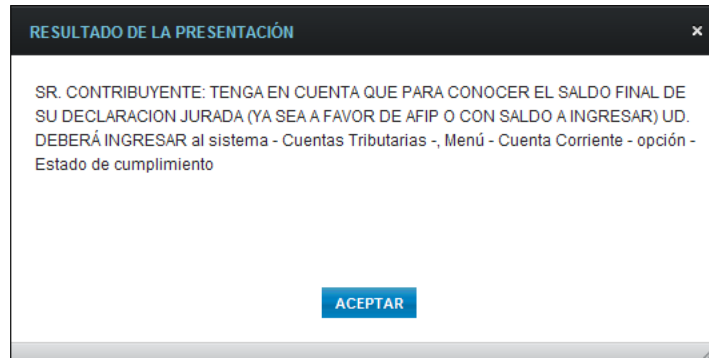 RESULTADO DE LA PRESENTACIÓN
SR. CONTRIBUYENTE: TENGA EN CUENTA QUE PARA CONOCER EL SALDO FINAL DE
SU DECLARACION JURADA (YA SEA A FAVOR DE AFIP O CON SALDO A INGRESAR) UD.
DEBERÁ INGRESAR al sistema - Cuentas Tributarias -, Menú - Cuenta Corriente - opción -
Estado de cumplimiento
ACEPTAR